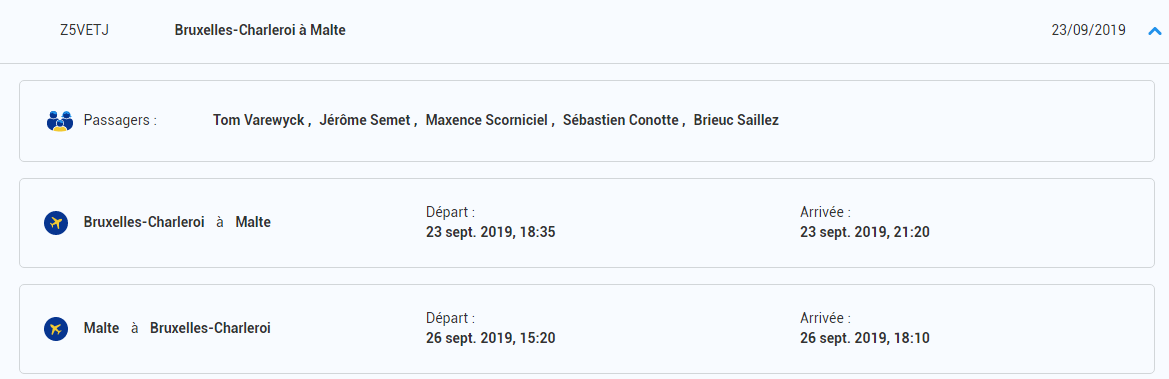 Z5VETJ Bruxelles-Charleroi à Malte 23/09/2019
Passagers : Tom Varewyck , Jérôme Semet , Maxence Scorniciel , Sébastien Conotte , Brieuc Saillez
Départ : Arrivée :
Bruxelles-Charleroi à Malte
23 sept. 2019, 18:35 23 sept. 2019, 21:20
Départ : Arrivée :
Malte à Bruxelles-Charleroi
26 sept. 2019, 15:20 26 sept. 2019, 18:10